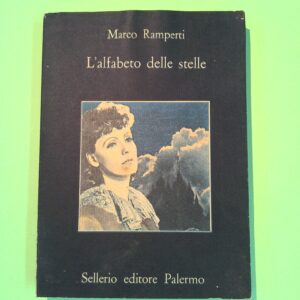 Marco Ramperti
L'alfabeto delle stelle
Sellerio editore Palermo